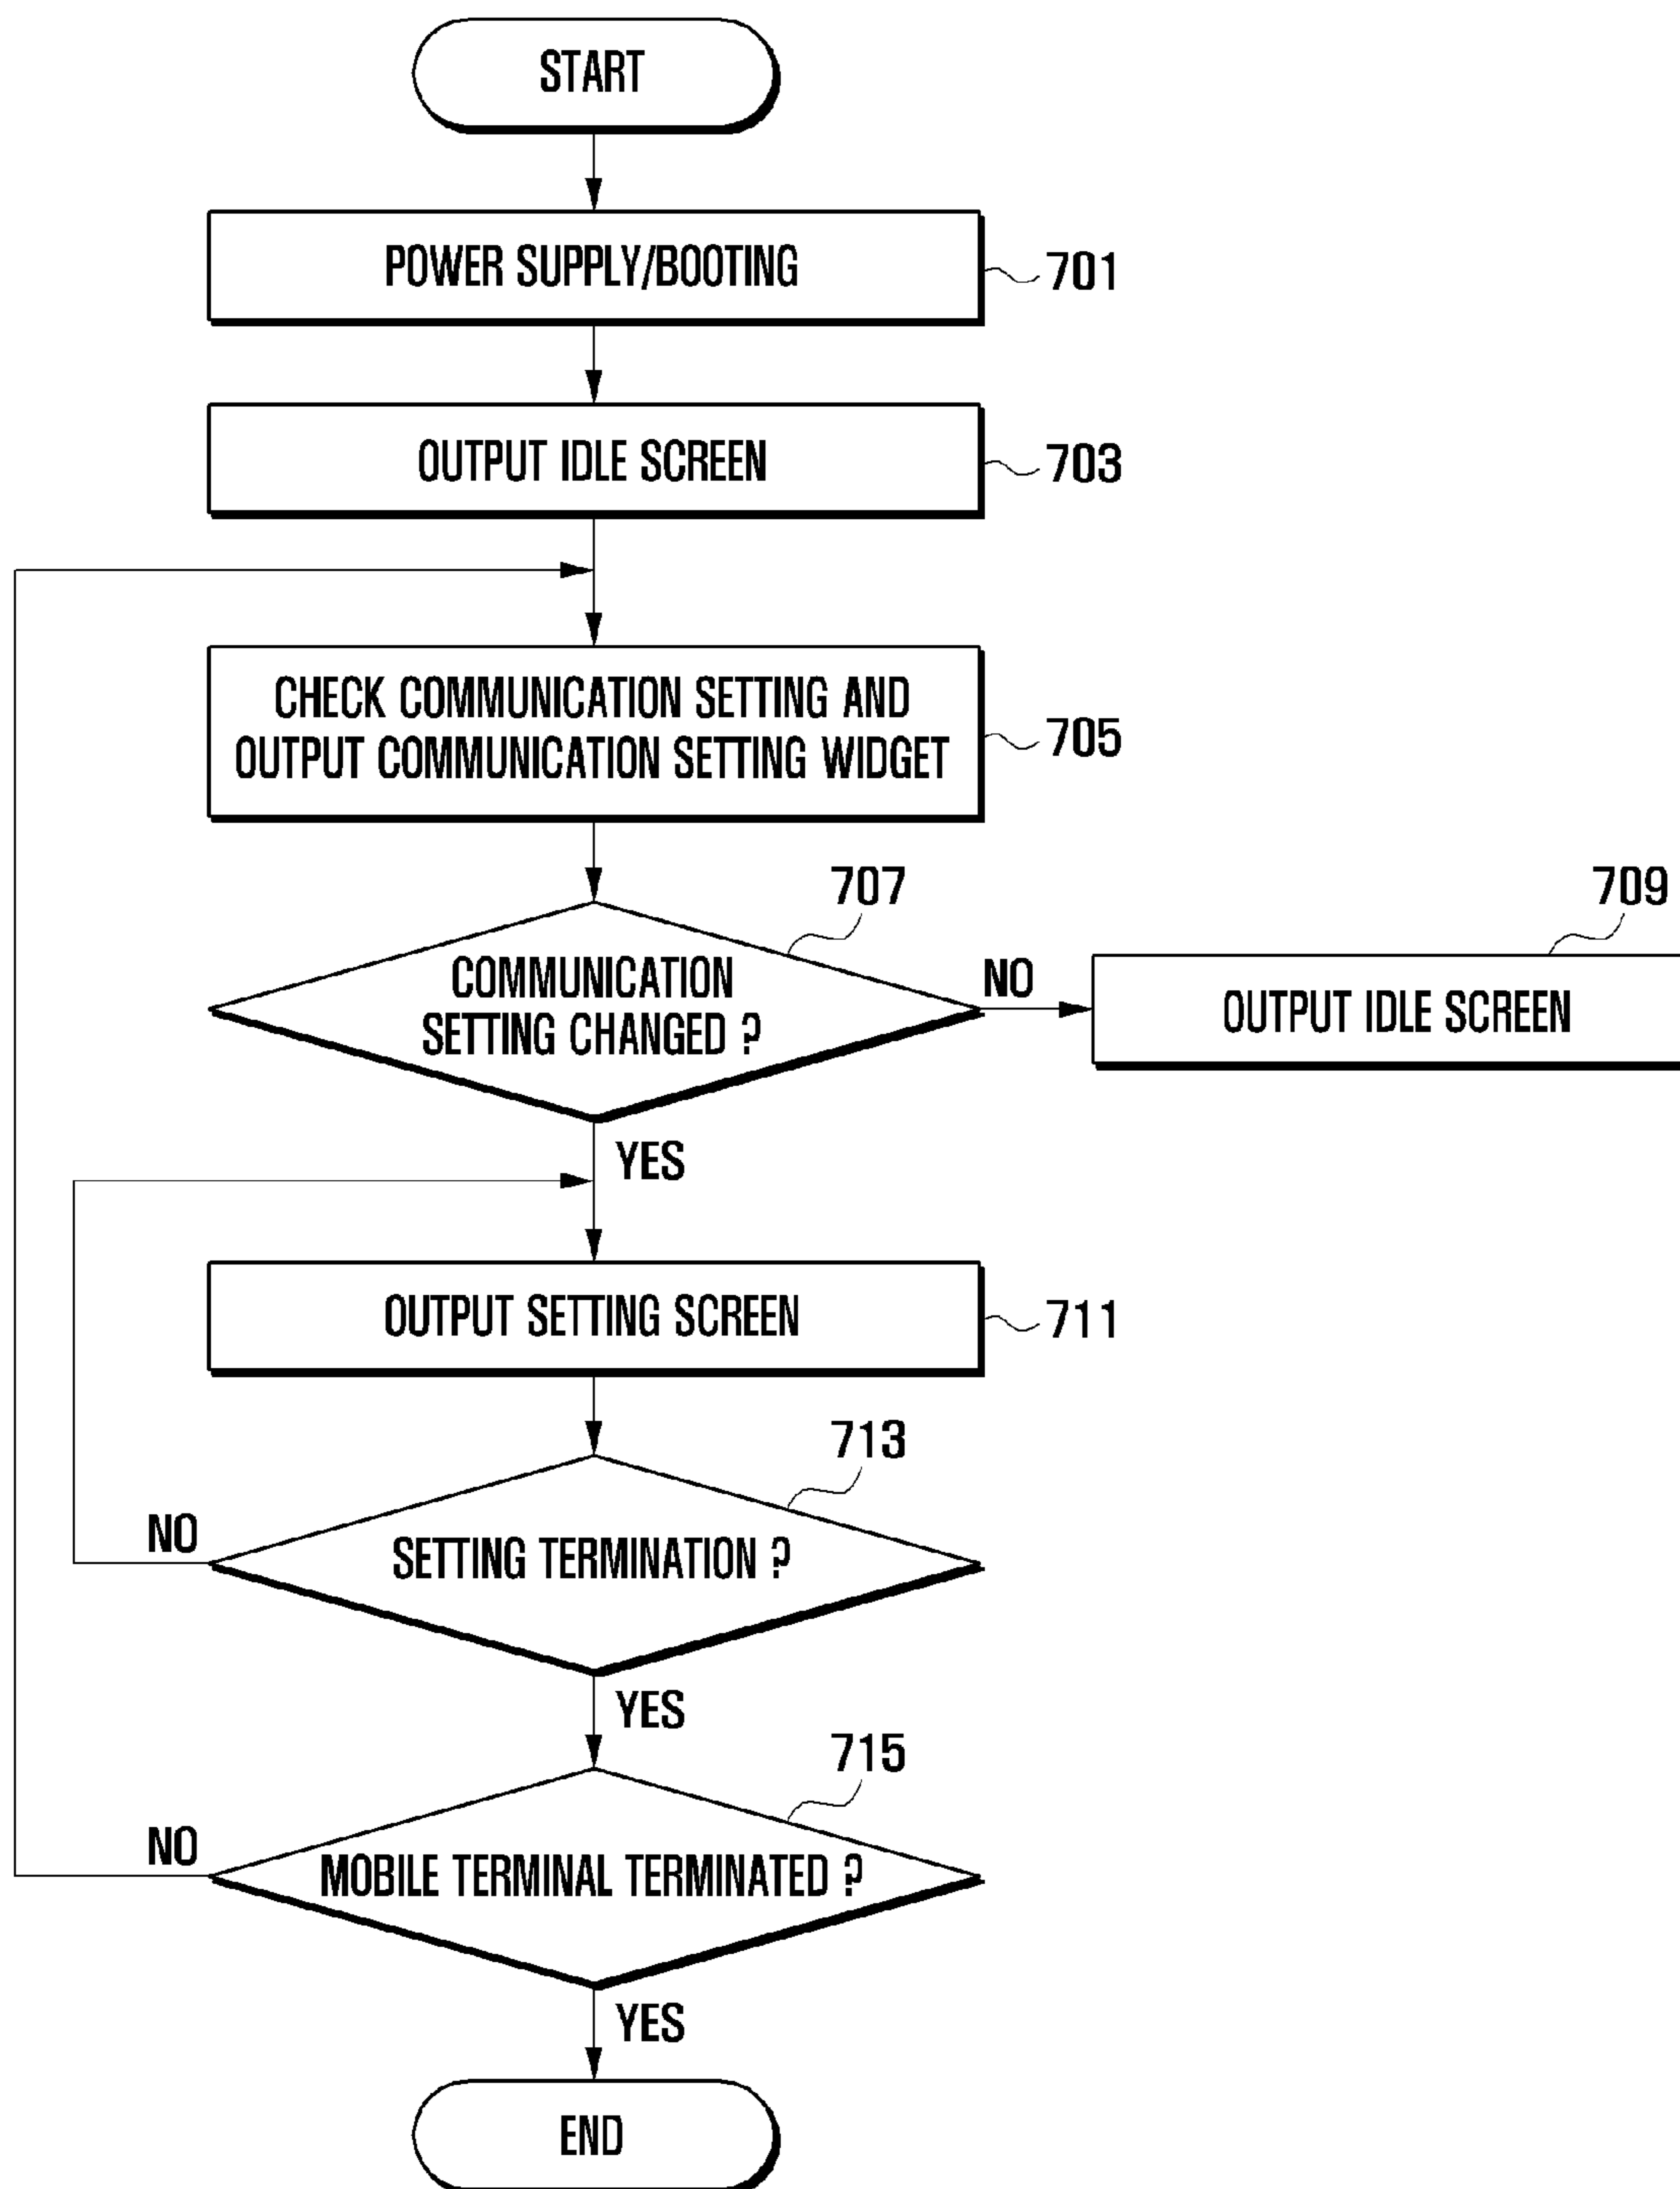 START
POWER SUPPLY/BOOTING
701
OUTPUT IDLE SCREEN
703
CHECK COMMUNICATION SETTING AND
OUTPUT COMMUNICATION SETTING WIDGET
705
707
COMMUNICATION
SETTING CHANGED ?
NO
709
OUTPUT IDLE SCREEN
YES
OUTPUT SETTING SCREEN
711
713
SETTING TERMINATION ?
NO
YES
715
MOBILE TERMINAL TERMINATED ?
NO
YES
END